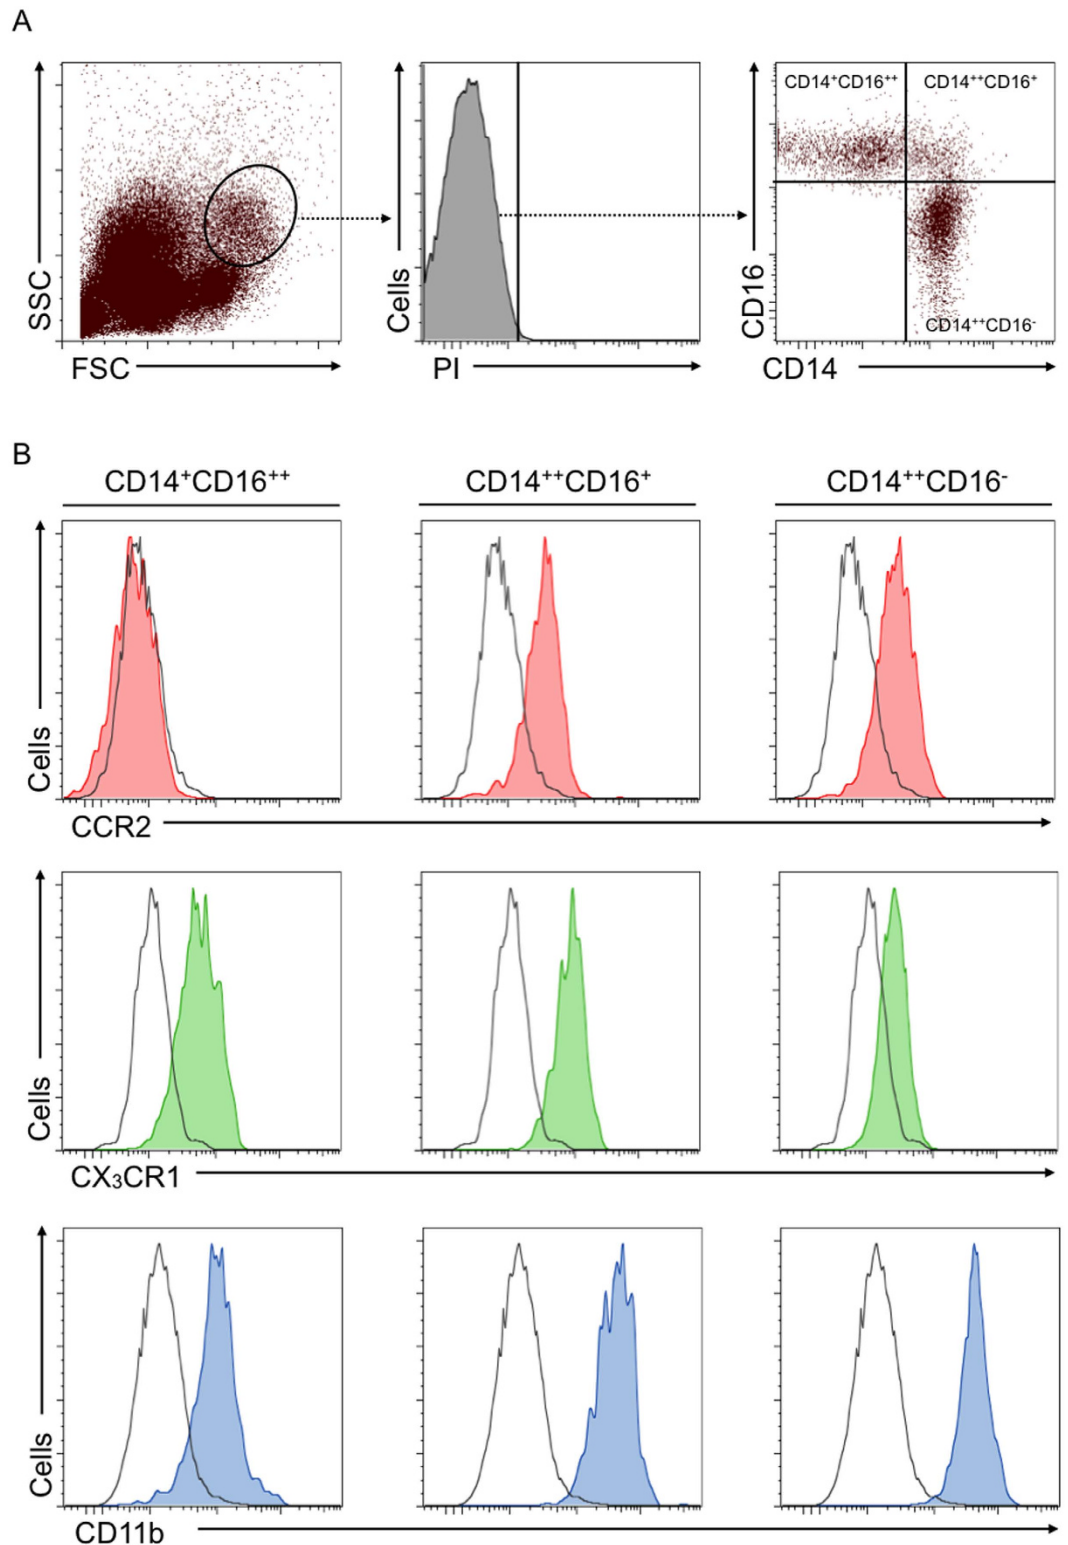 A
SSC
FSC
Cells
PI
CD16
CD14⁺CD16⁺⁺
CD14⁺⁺CD16⁺
CD14⁺⁺CD16⁻
CD14
B
CD14⁺CD16⁺⁺
CD14⁺⁺CD16⁺
CD14⁺⁺CD16⁻
Cells
CCR2
Cells
CX₃CR1
Cells
CD11b